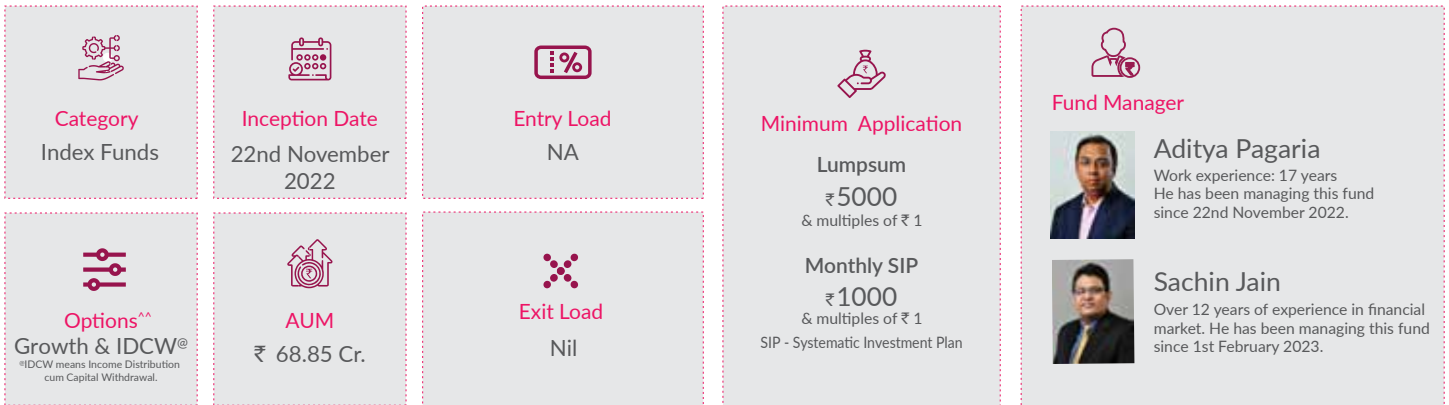 Category
Index Funds
Inception Date
22nd November
2022
%
Entry Load
NA
Options^^
Growth & IDCW@
@IDCW means Income Distribution
cum Capital Withdrawal.
₹
AUM
₹ 68.85 Cr.
Exit Load
Nil
₹
Minimum Application
Lumpsum
₹5000
& multiples of ₹ 1
Monthly SIP
₹1000
& multiples of ₹ 1
SIP - Systematic Investment Plan
₹
Fund Manager
Aditya Pagaria
Work experience: 17 years
He has been managing this fund
since 22nd November 2022.
Sachin Jain
Over 12 years of experience in financial
market. He has been managing this fund
since 1st February 2023.